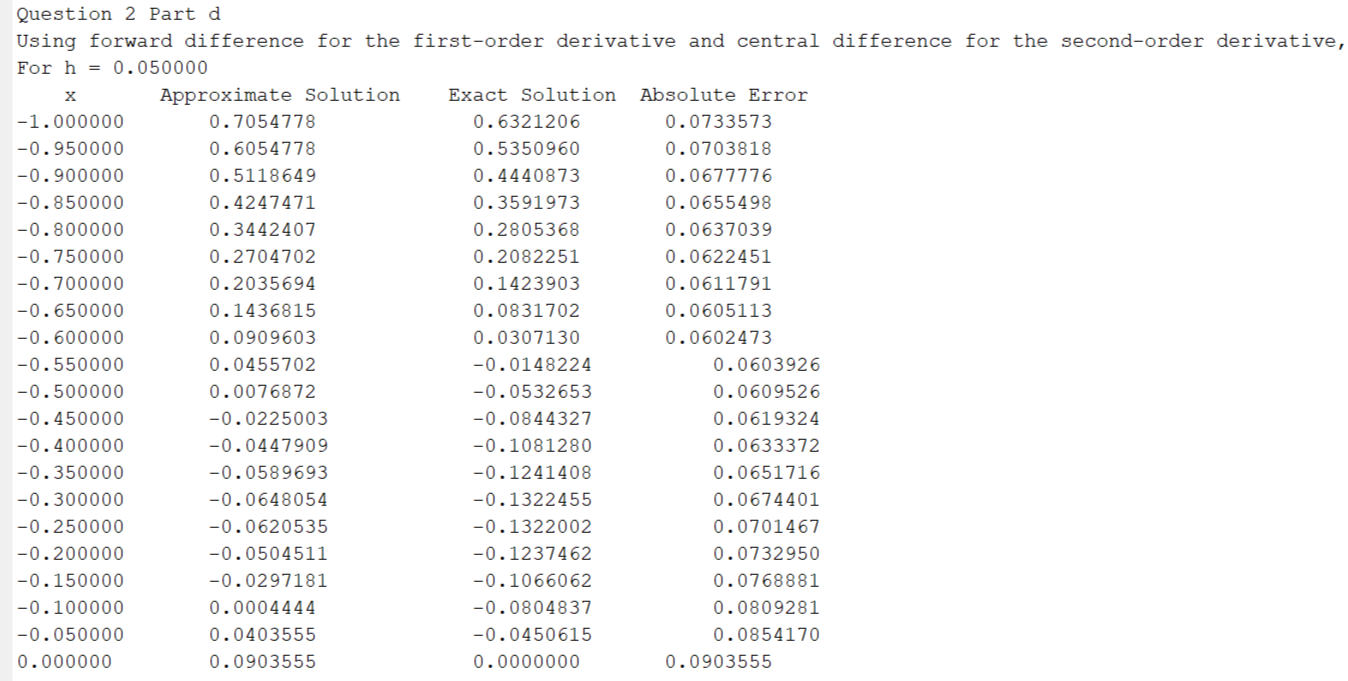 Question 2 Part d
Using forward difference for the first-order derivative and central difference for the second-order derivative,
For h = 0.050000
x Approximate Solution Exact Solution Absolute Error
-1.000000 0.7054778 0.6321206 0.0733573
-0.950000 0.6054778 0.5350960 0.0703818
-0.900000 0.5118649 0.4440873 0.0677776
-0.850000 0.4247471 0.3591973 0.0655498
-0.800000 0.3442407 0.2805368 0.0637039
-0.750000 0.2704702 0.2082251 0.0622451
-0.700000 0.2035694 0.1423903 0.0611791
-0.650000 0.1436815 0.0831702 0.0605113
-0.600000 0.0909603 0.0307130 0.0602473
-0.550000 0.0455702 -0.0148224 0.0603926
-0.500000 0.0076872 -0.0532653 0.0609526
-0.450000 -0.0225003 -0.0844327 0.0619324
-0.400000 -0.0447909 -0.1081280 0.0633372
-0.350000 -0.0589693 -0.1241408 0.0651716
-0.300000 -0.0648054 -0.1322455 0.0674401
-0.250000 -0.0620535 -0.1322002 0.0701467
-0.200000 -0.0504511 -0.1237462 0.0732950
-0.150000 -0.0297181 -0.1066062 0.0768881
-0.100000 0.0004444 -0.0804837 0.0809281
-0.050000 0.0403555 -0.0450615 0.0854170
0.000000 0.0903555 0.0000000 0.0903555